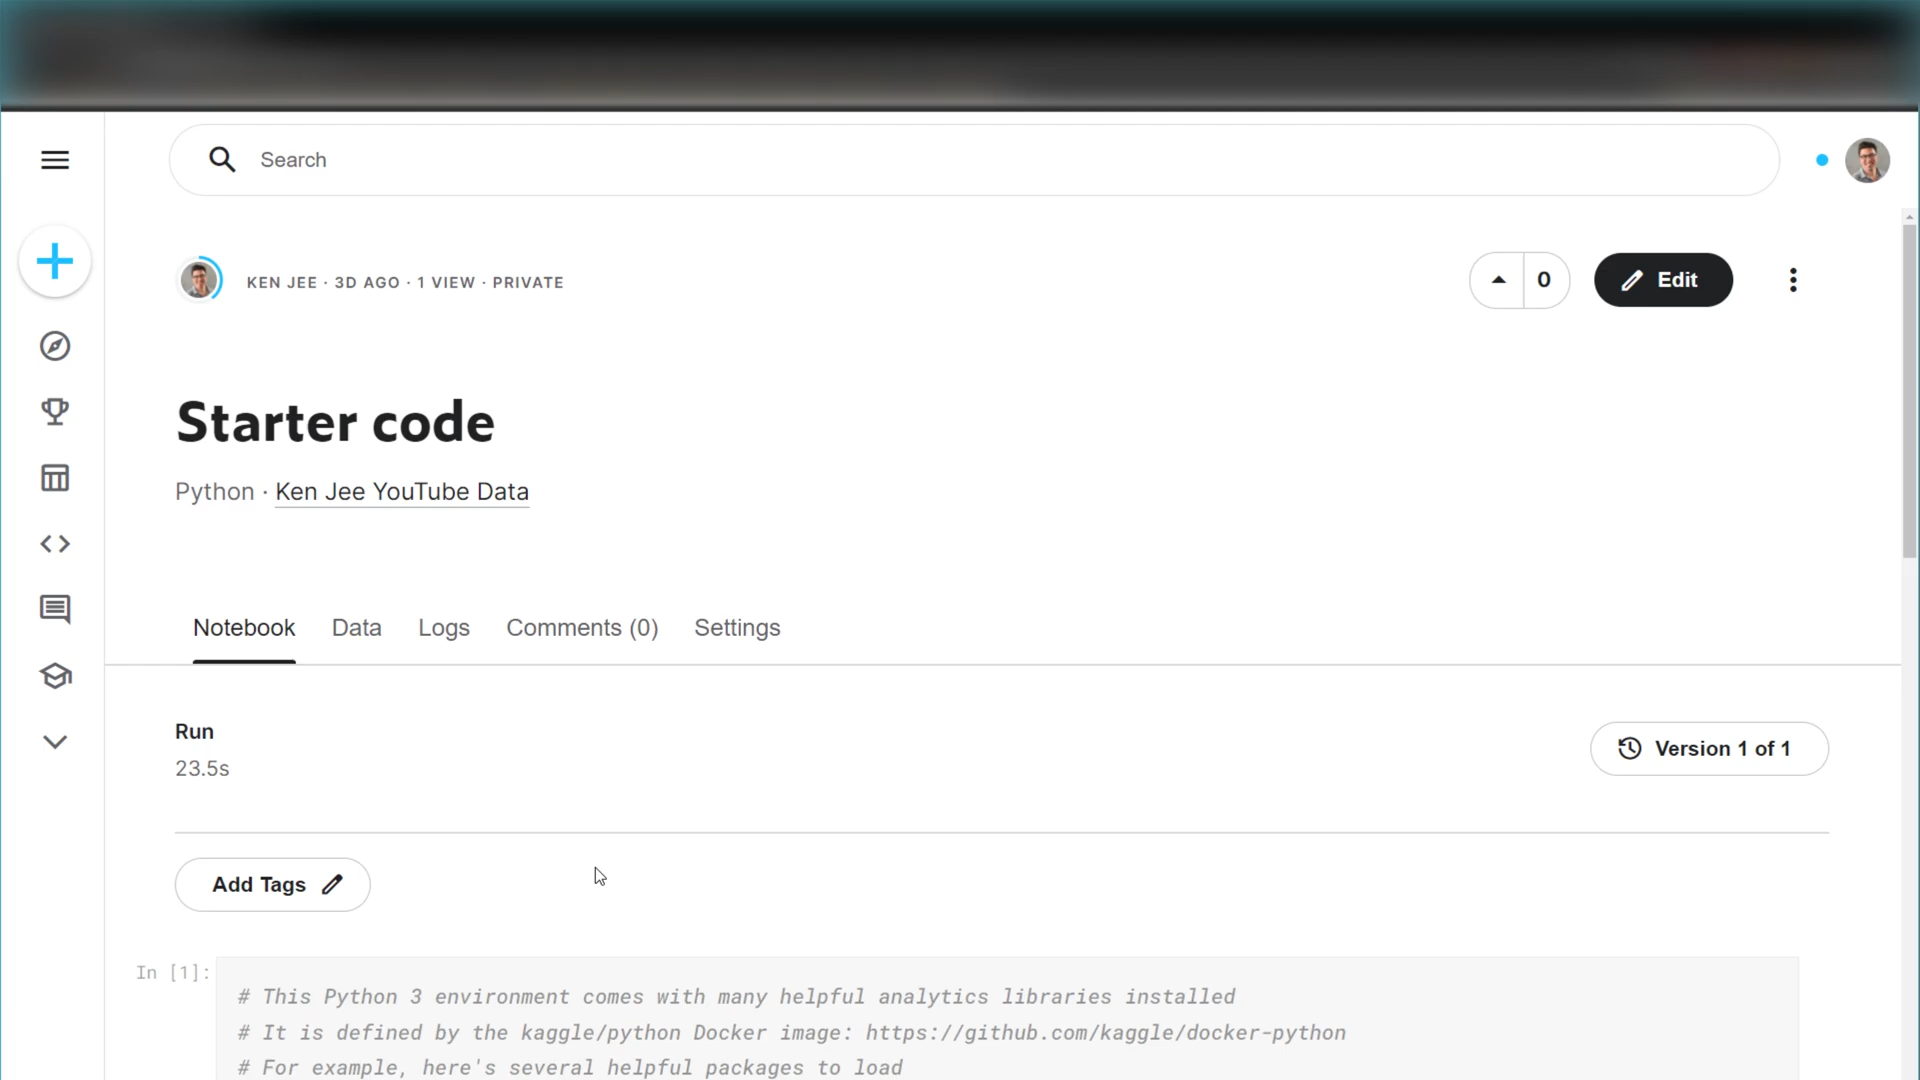 Search
KEN JEE · 3D AGO · 1 VIEW · PRIVATE
0
Edit
Starter code
Python · Ken Jee YouTube Data
Notebook
Data
Logs
Comments (0)
Settings
Run
23.5s
Version 1 of 1
Add Tags
In [1]:
# This Python 3 environment comes with many helpful analytics libraries installed
# It is defined by the kaggle/python Docker image: https://github.com/kaggle/docker-python
# For example, here's several helpful packages to load